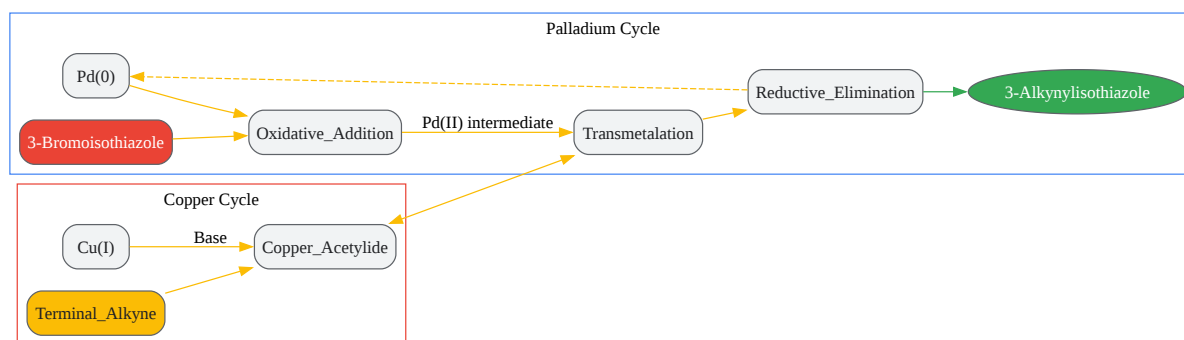 Palladium Cycle
Pd(0)
3-Bromoisothiazole
Oxidative_Addition
Pd(II) intermediate
Transmetalation
Reductive_Elimination
3-Alkynylisothiazole
Copper Cycle
Cu(I)
Base
Copper_Acetylide
Terminal_Alkyne